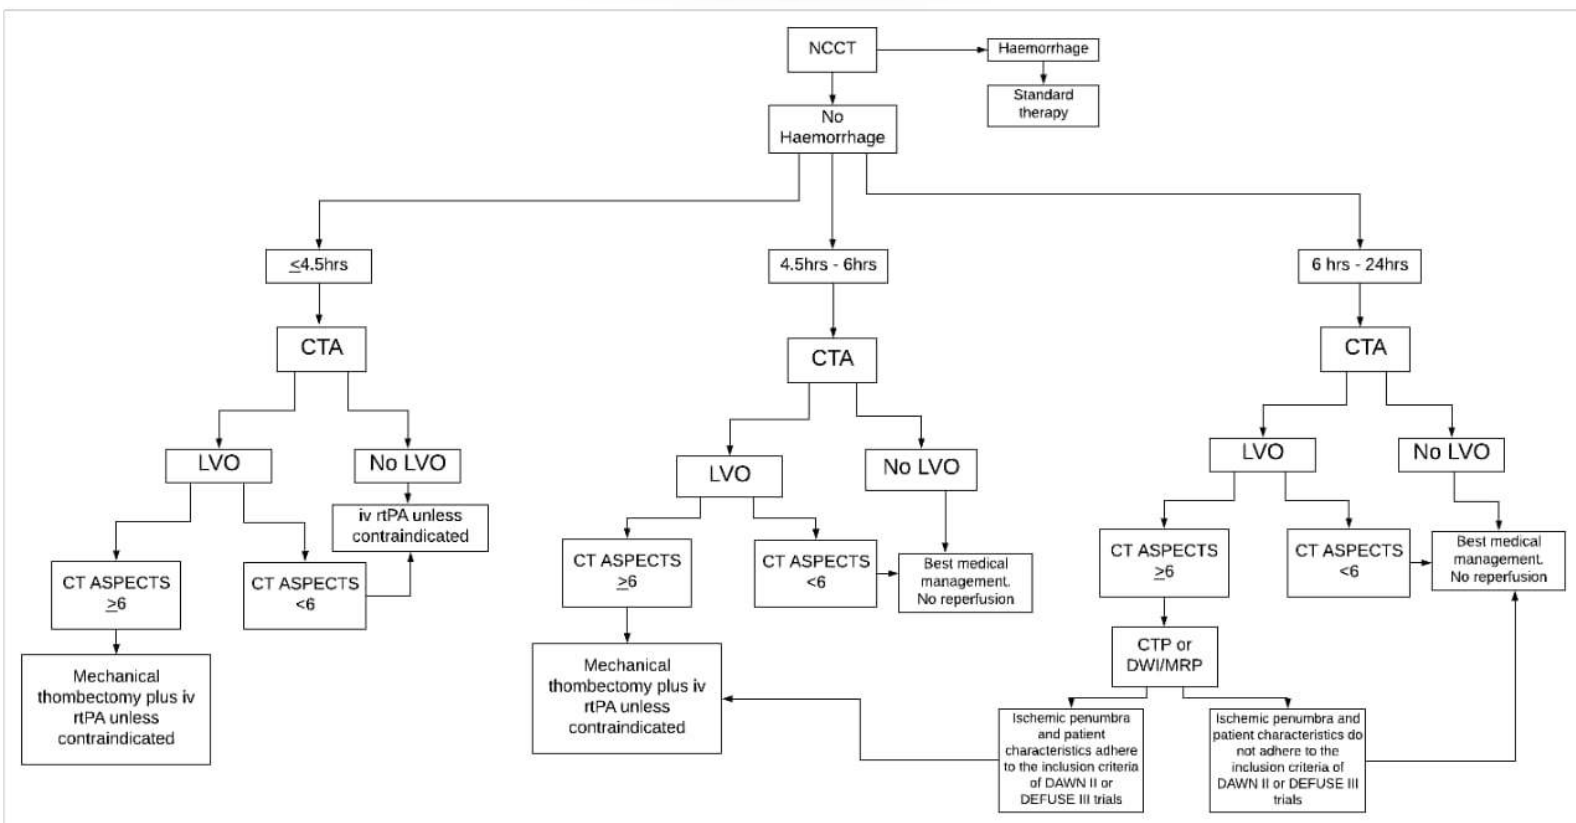 NCCT
Haemorrhage
Standard
therapy
No
Haemorrhage
≤4.5hrs
4.5hrs - 6hrs
6 hrs - 24hrs
CTA
CTA
CTA
LVO
No LVO
LVO
No LVO
LVO
No LVO
iv rtPA unless
contraindicated
CT ASPECTS
≥6
CT ASPECTS
<6
CT ASPECTS
≥6
CT ASPECTS
<6
Best medical
management.
No reperfusion
CT ASPECTS
≥6
CT ASPECTS
<6
Best medical
management.
No reperfusion
Mechanical
thombectomy plus iv
rtPA unless
contraindicated
Mechanical
thombectomy plus iv
rtPA unless
contraindicated
CTP or
DWI/MRP
Ischemic penumbra
and patient
characteristics adhere
to the inclusion criteria
of DAWN II or
DEFUSE III trials
Ischemic penumbra and
patient characteristics do
not adhere to the
inclusion criteria of
DAWN II or DEFUSE III
trials